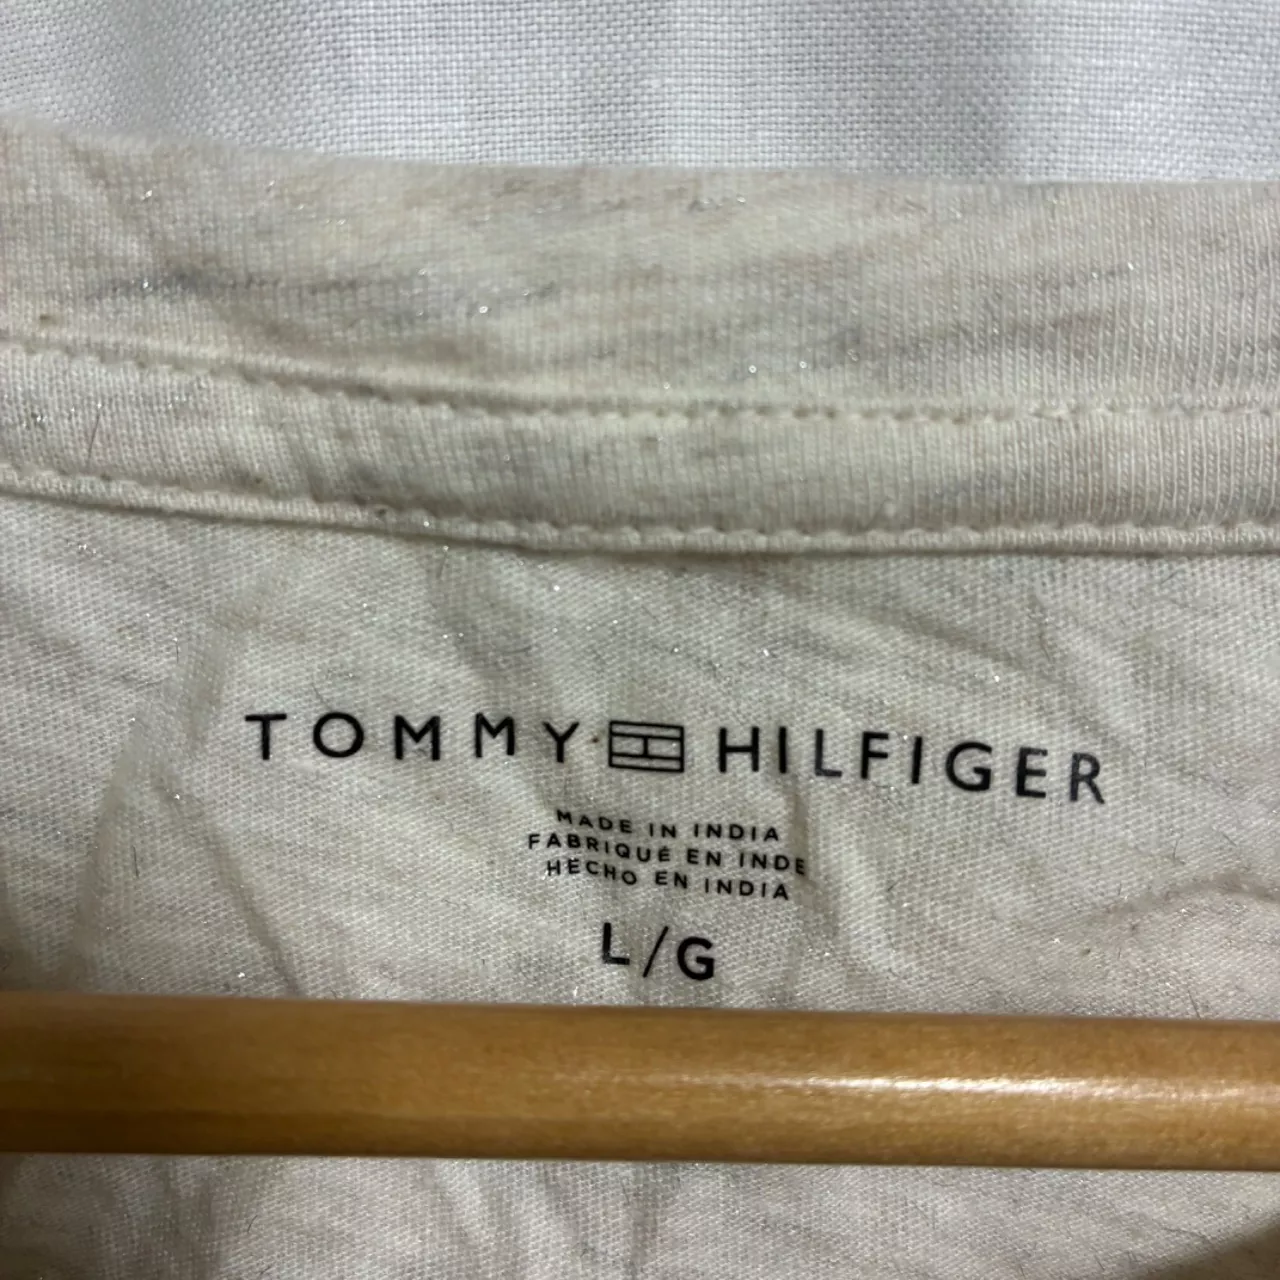 TOMMY HILFIGER
MADE IN INDIA
FABRIQUÉ EN INDE
HECHO EN INDIA
L/G